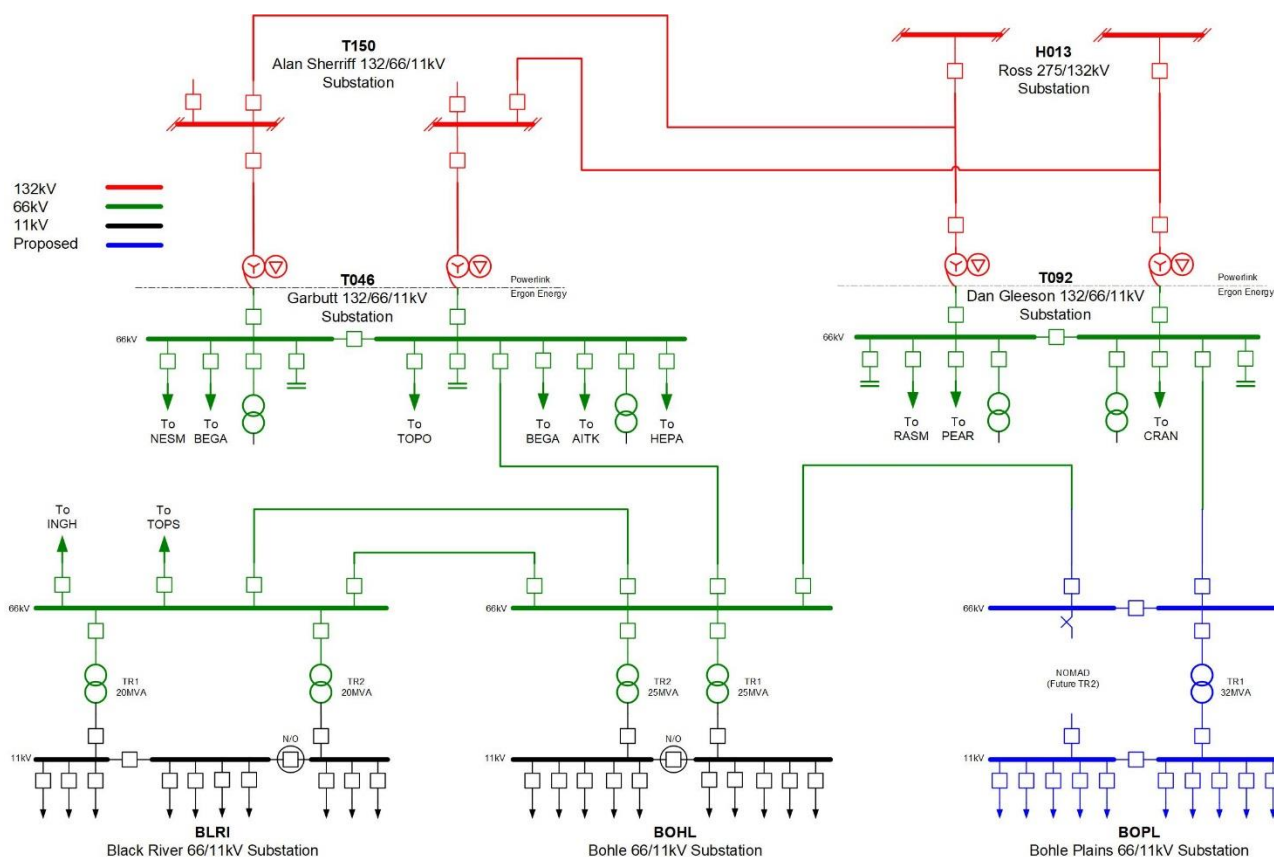 T150
Alan Sherriff 132/66/11kV
Substation
H013
Ross 275/132kV
Substation
132kV
66kV
11kV
Proposed
T046
Garbutt 132/66/11kV
Substation
Powerlink
Ergon Energy
T092
Dan Gleeson 132/66/11kV
Substation
Powerlink
Ergon Energy
66kV
66kV
To
NESM
To
BEGA
To
TOPO
To
BEGA
To
AITK
To
HEPA
To
RASM
To
PEAR
To
CRAN
To
INGH
To
TOPS
66kV
66kV
66kV
TR1
20MVA
TR2
20MVA
TR2
25MVA
TR1
25MVA
NOMAD
(Future TR2)
TR1
32MVA
N/O
N/O
11kV
11kV
11kV
BLRI
Black River 66/11kV Substation
BOHL
Bohle 66/11kV Substation
BOPL
Bohle Plains 66/11kV Substation